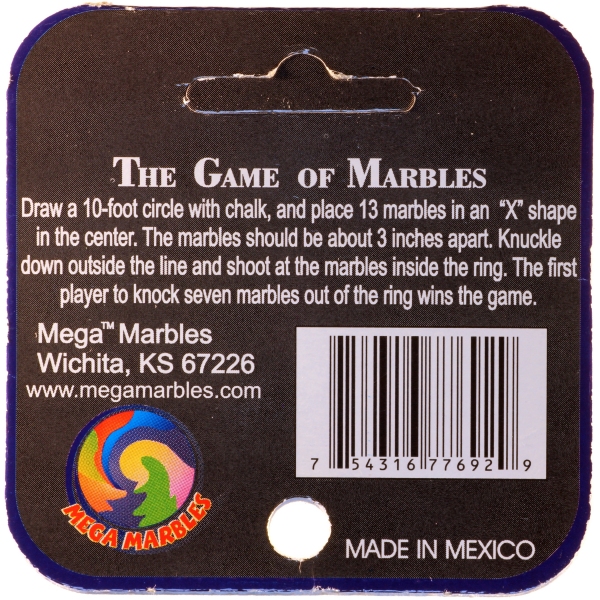 THE GAME OF MARBLES
Draw a 10-foot circle with chalk, and place 13 marbles in an "X" shape
in the center. The marbles should be about 3 inches apart. Knuckle
down outside the line and shoot at the marbles inside the ring. The first
player to knock seven marbles out of the ring wins the game.
Mega™ Marbles
Wichita, KS 67226
www.megamarbles.com
MEGA MARBLES
7 54316 77692 9
MADE IN MEXICO